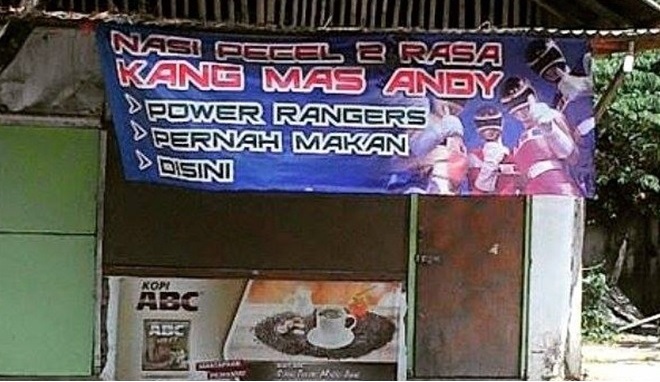 NASI PECEL 2 RASA
KANG MAS ANDY
> POWER RANGERS
> PERNAH MAKAN
> DISINI
KOPI
ABC
ABC